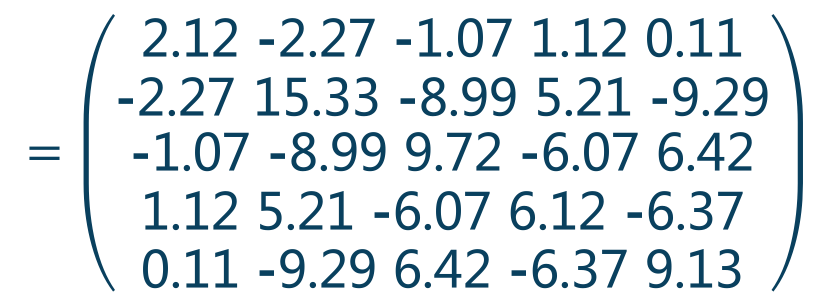 2.12 -2.27 -1.07 1.12 0.11
-2.27 15.33 -8.99 5.21 -9.29
= -1.07 -8.99 9.72 -6.07 6.42
1.12 5.21 -6.07 6.12 -6.37
0.11 -9.29 6.42 -6.37 9.13